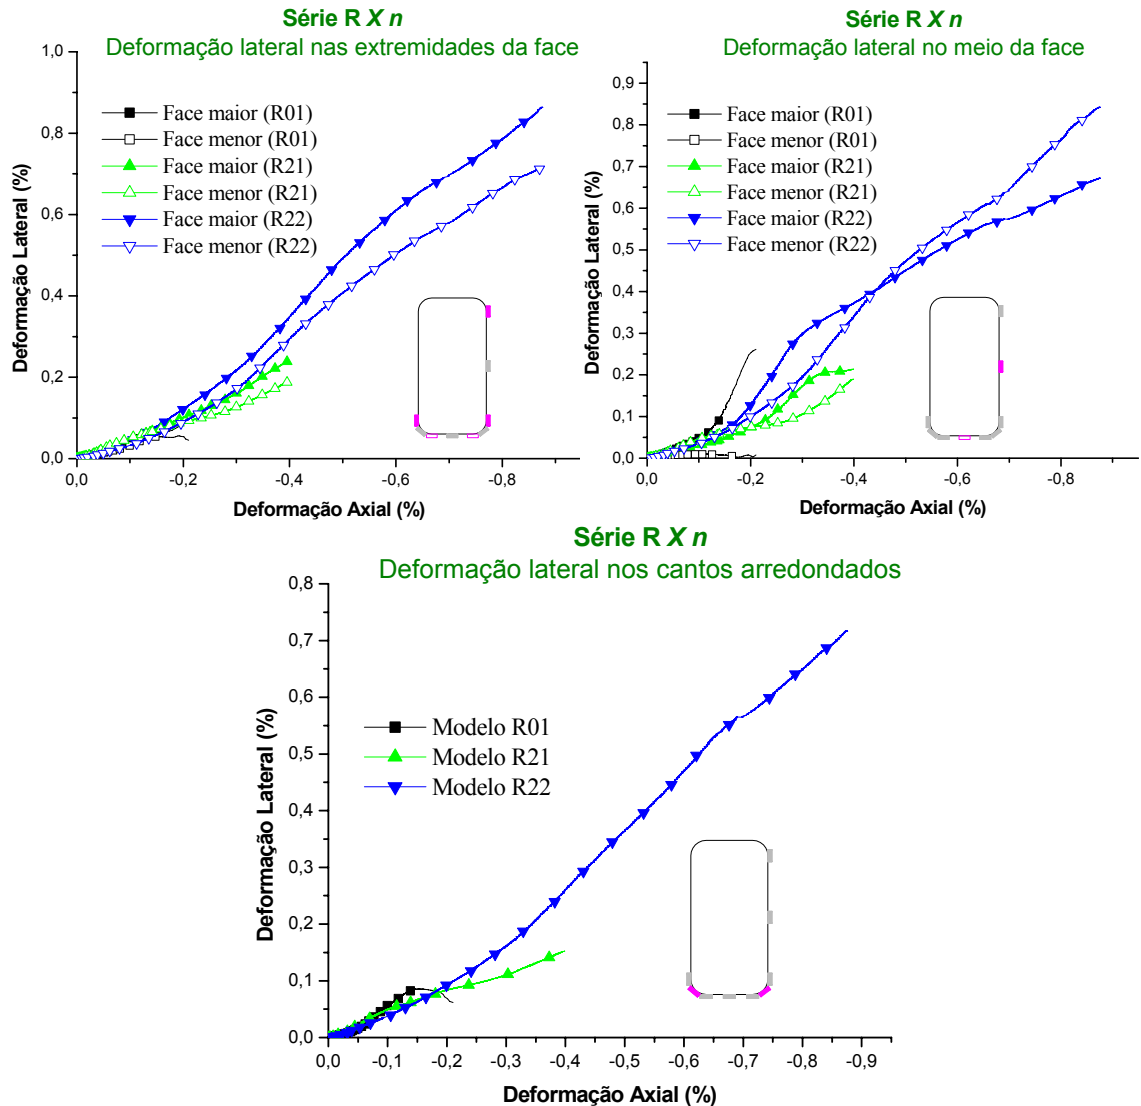 Série R X n
Deformação lateral nas extremidades da face
1,0
0,8
0,6
0,4
0,2
0,0
Deformação Lateral (%)
Face maior (R01)
Face menor (R01)
Face maior (R21)
Face menor (R21)
Face maior (R22)
Face menor (R22)
0,0 -0,2 -0,4 -0,6 -0,8
Deformação Axial (%)
Série R X n
Deformação lateral no meio da face
0,9
0,8
0,7
0,6
0,5
0,4
0,3
0,2
0,1
0,0
Deformação Lateral (%)
Face maior (R01)
Face menor (R01)
Face maior (R21)
Face menor (R21)
Face maior (R22)
Face menor (R22)
0,0 -0,2 -0,4 -0,6 -0,8
Deformação Axial (%)
Série R X n
Deformação lateral nos cantos arredondados
0,8
0,7
0,6
0,5
0,4
0,3
0,2
0,1
0,0
Deformação Lateral (%)
Modelo R01
Modelo R21
Modelo R22
0,0 -0,1 -0,2 -0,3 -0,4 -0,5 -0,6 -0,7 -0,8 -0,9
Deformação Axial (%)